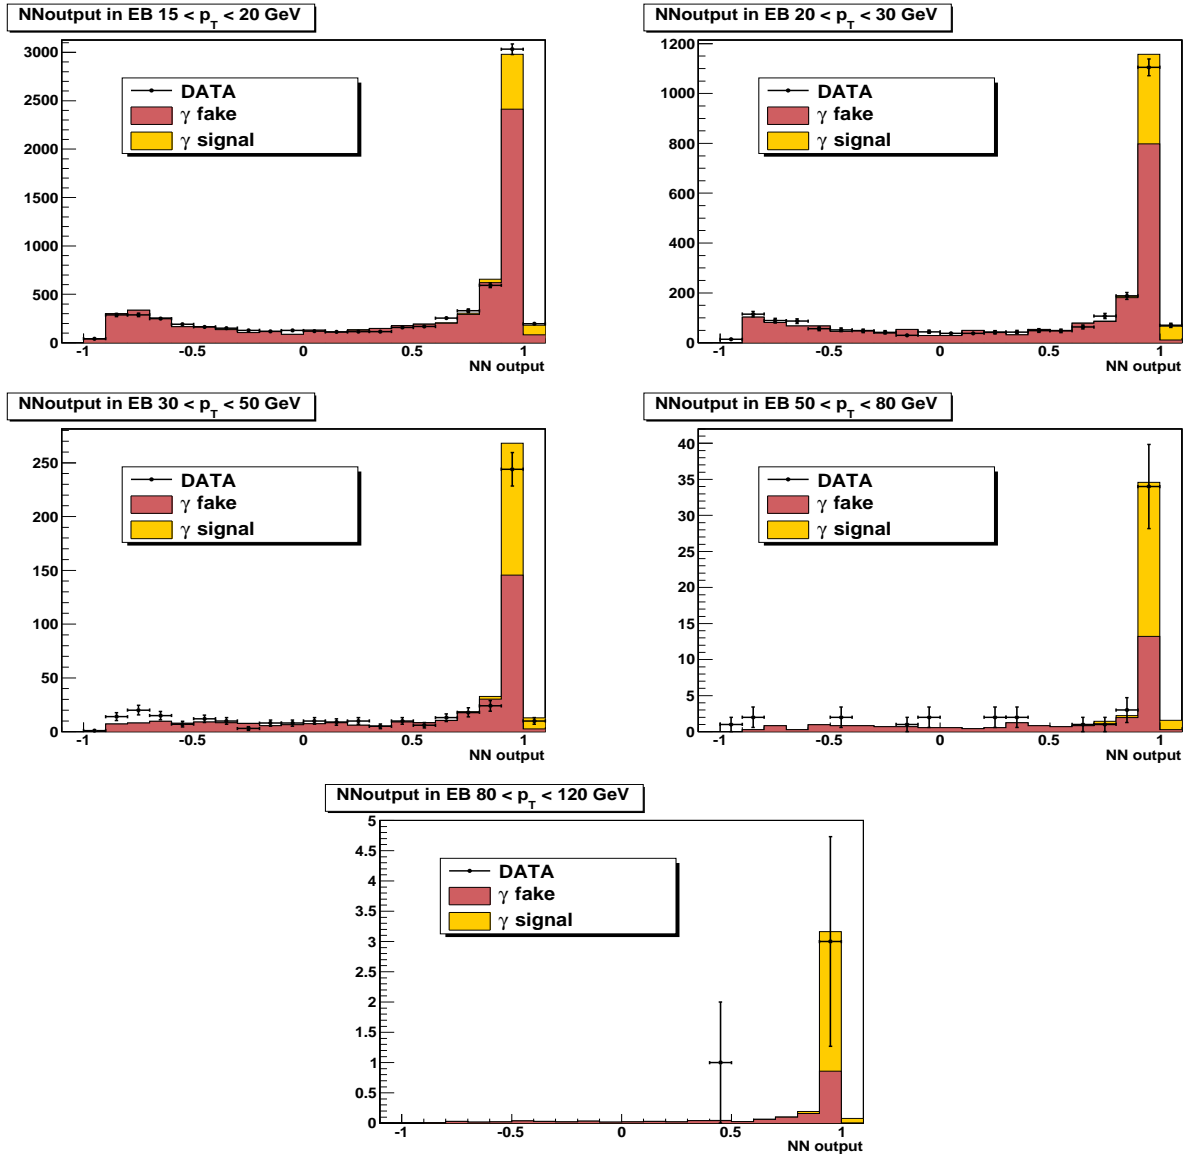 NNoutput in EB 15 < pT < 20 GeV
3000
2500
2000
1500
1000
500
0
DATA
γ fake
γ signal
-1 -0.5 0 0.5 1
NN output
NNoutput in EB 20 < pT < 30 GeV
1200
1000
800
600
400
200
0
DATA
γ fake
γ signal
-1 -0.5 0 0.5 1
NN output
NNoutput in EB 30 < pT < 50 GeV
250
200
150
100
50
0
DATA
γ fake
γ signal
-1 -0.5 0 0.5 1
NN output
NNoutput in EB 50 < pT < 80 GeV
40
35
30
25
20
15
10
5
0
DATA
γ fake
γ signal
-1 -0.5 0 0.5 1
NN output
NNoutput in EB 80 < pT < 120 GeV
5
4.5
4
3.5
3
2.5
2
1.5
1
0.5
0
DATA
γ fake
γ signal
-1 -0.5 0 0.5 1
NN output